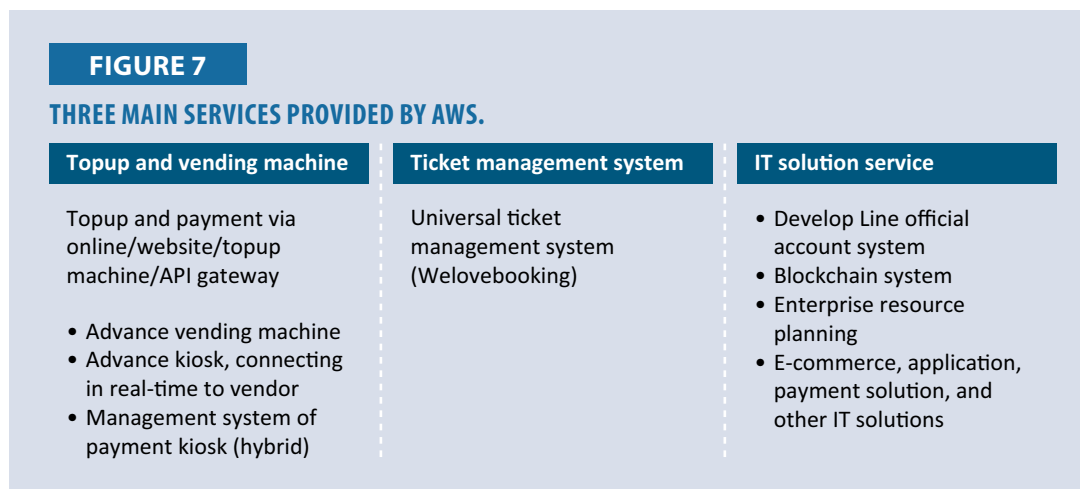 FIGURE 7
THREE MAIN SERVICES PROVIDED BY AWS.
Topup and vending machine
Topup and payment via
online/website/topup
machine/API gateway
• Advance vending machine
• Advance kiosk, connecting
in real-time to vendor
• Management system of
payment kiosk (hybrid)
Ticket management system
Universal ticket
management system
(Welovebooking)
IT solution service
• Develop Line official
account system
• Blockchain system
• Enterprise resource
planning
• E-commerce, application,
payment solution, and
other IT solutions